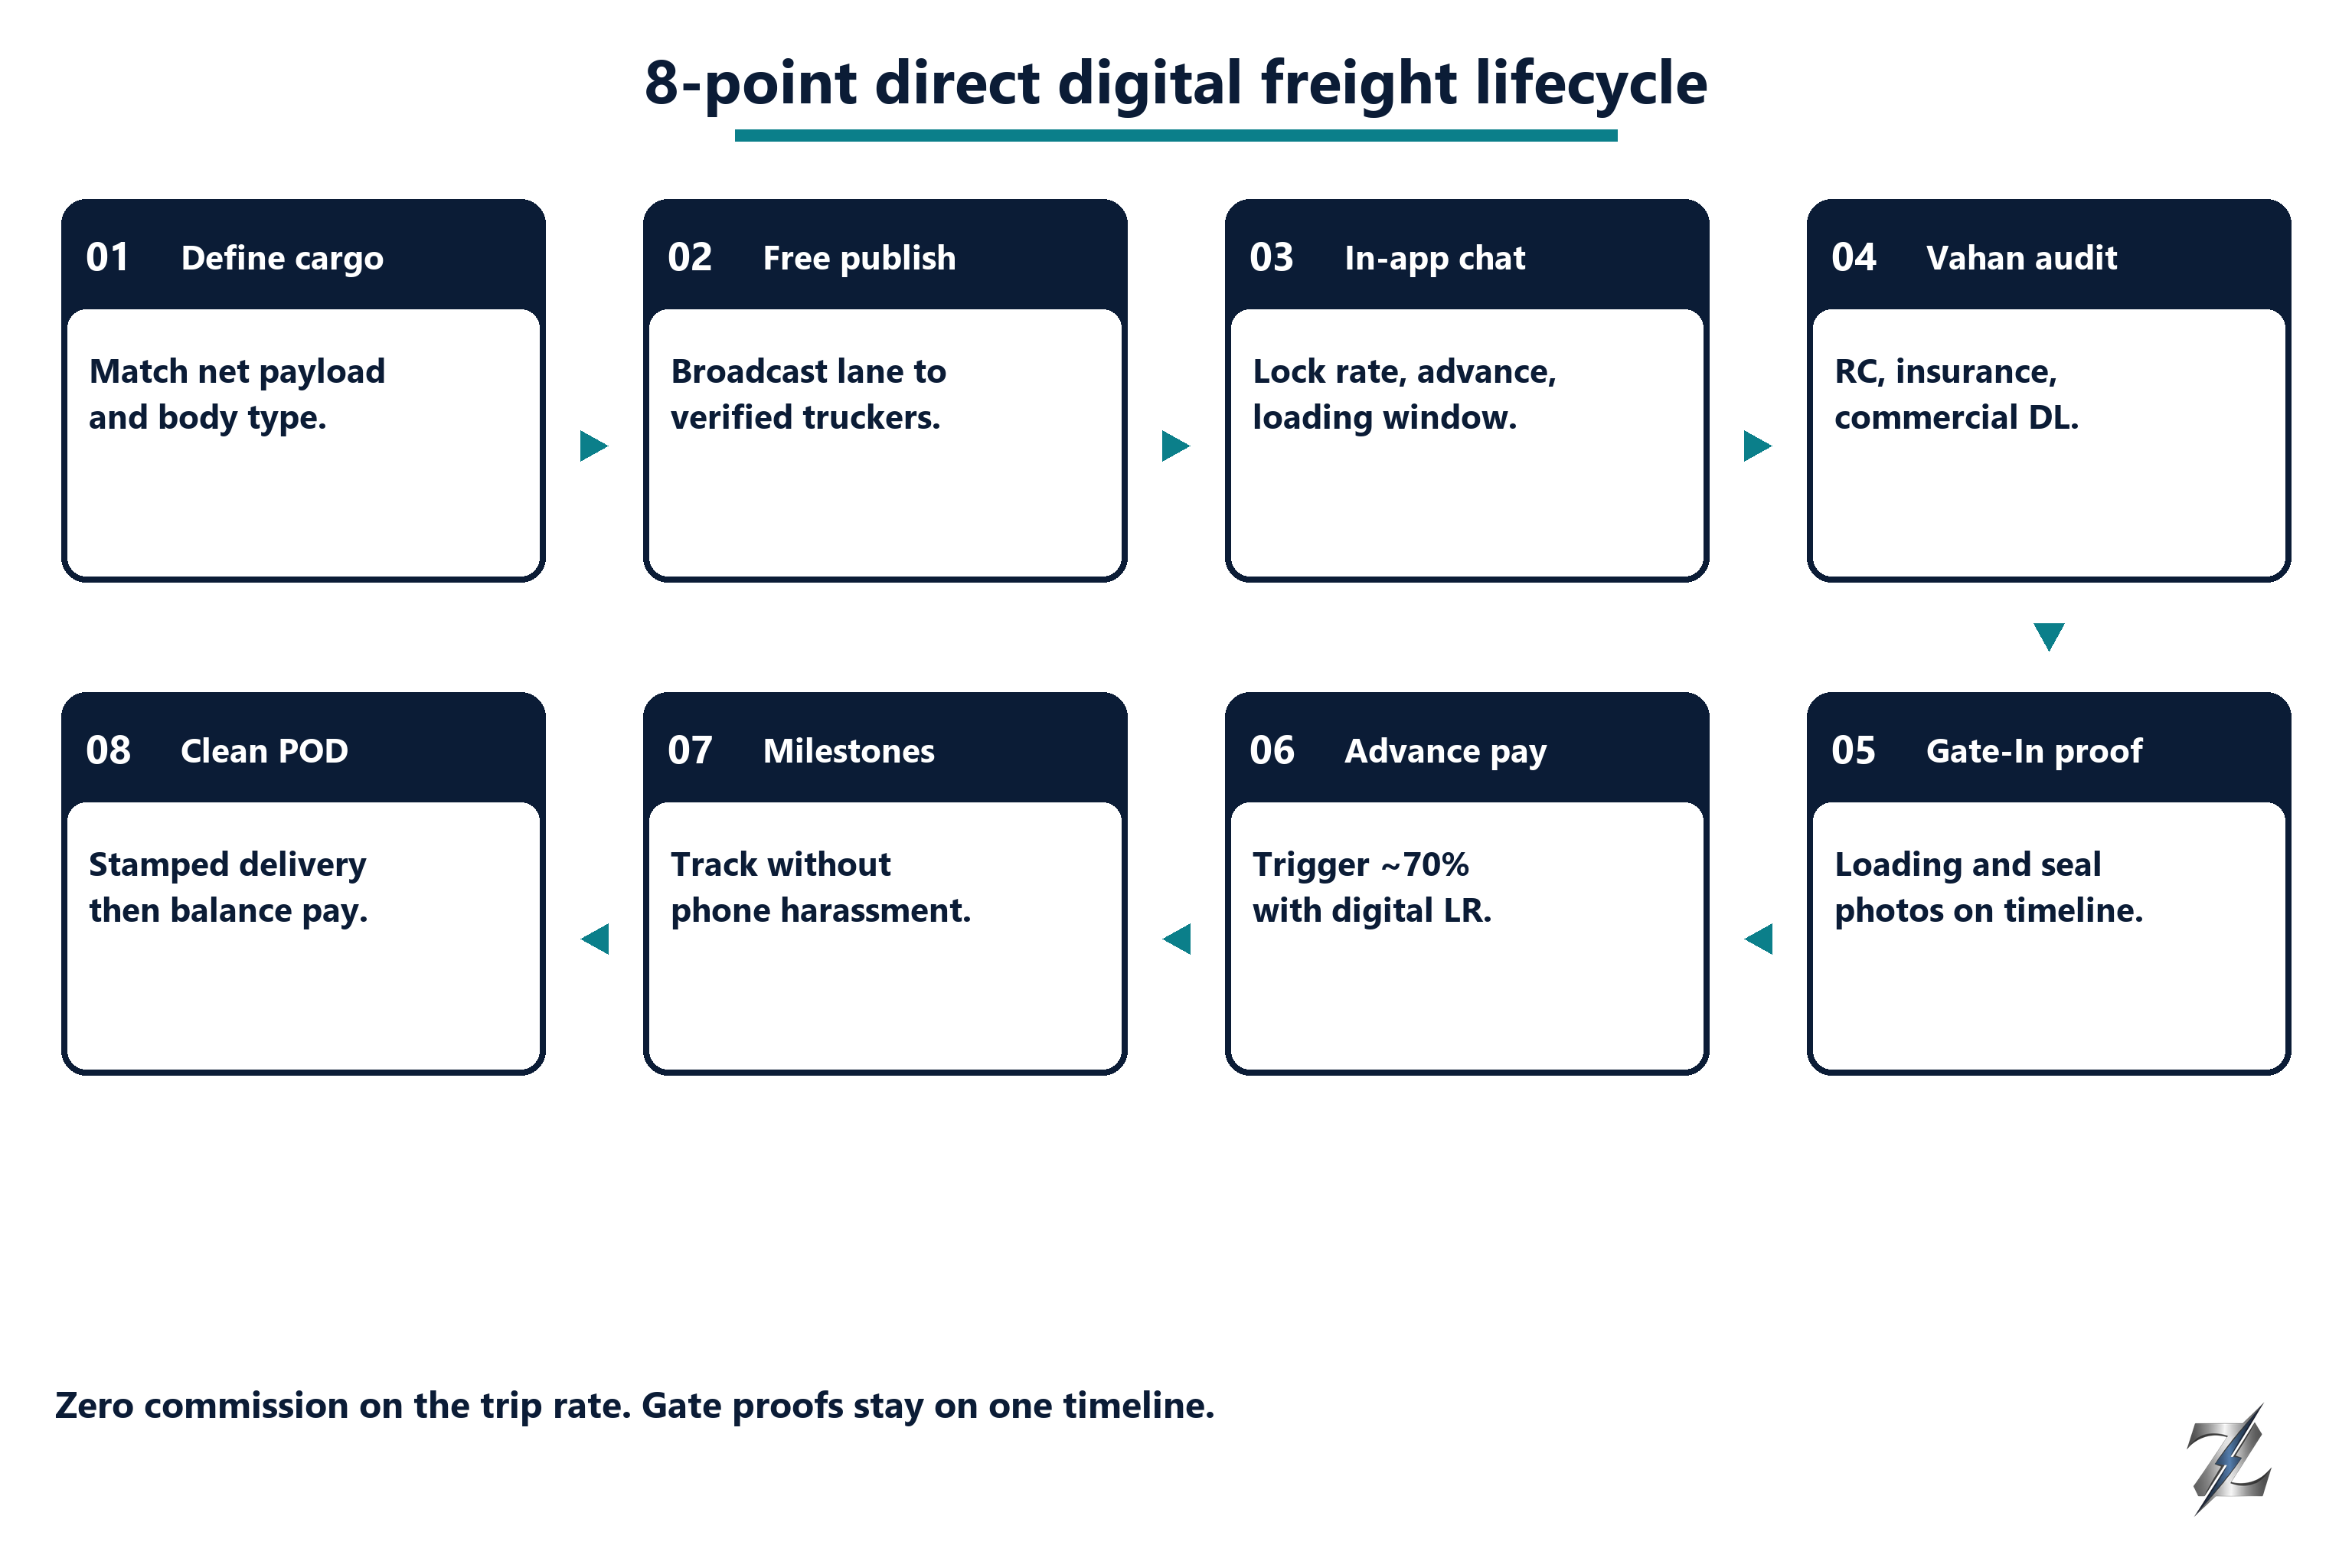 8-point direct digital freight lifecycle
01 Define cargo
Match net payload
and body type.
02 Free publish
Broadcast lane to
verified truckers.
03 In-app chat
Lock rate, advance,
loading window.
04 Vahan audit
RC, insurance,
commercial DL.
05 Gate-In proof
Loading and seal
photos on timeline.
06 Advance pay
Trigger ~70%
with digital LR.
07 Milestones
Track without
phone harassment.
08 Clean POD
Stamped delivery
then balance pay.
Zero commission on the trip rate. Gate proofs stay on one timeline.
Z